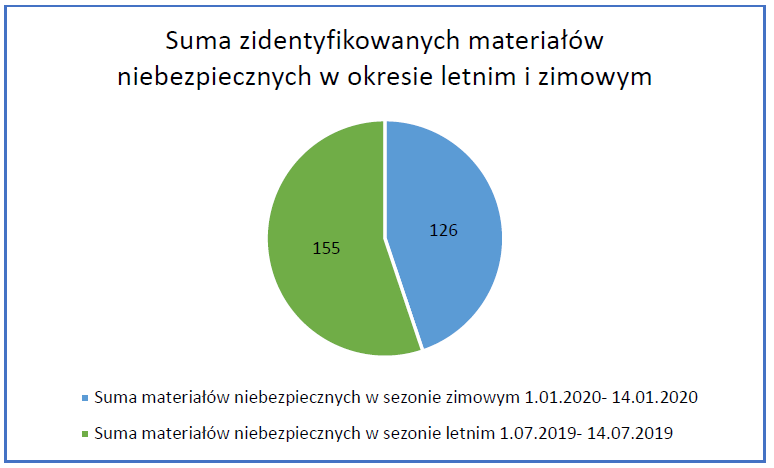 Suma zidentyfikowanych materiałów
niebezpiecznych w okresie letnim i zimowym
126
155
Suma materiałów niebezpiecznych w sezonie zimowym 1.01.2020- 14.01.2020
Suma materiałów niebezpiecznych w sezonie letnim 1.07.2019- 14.07.2019